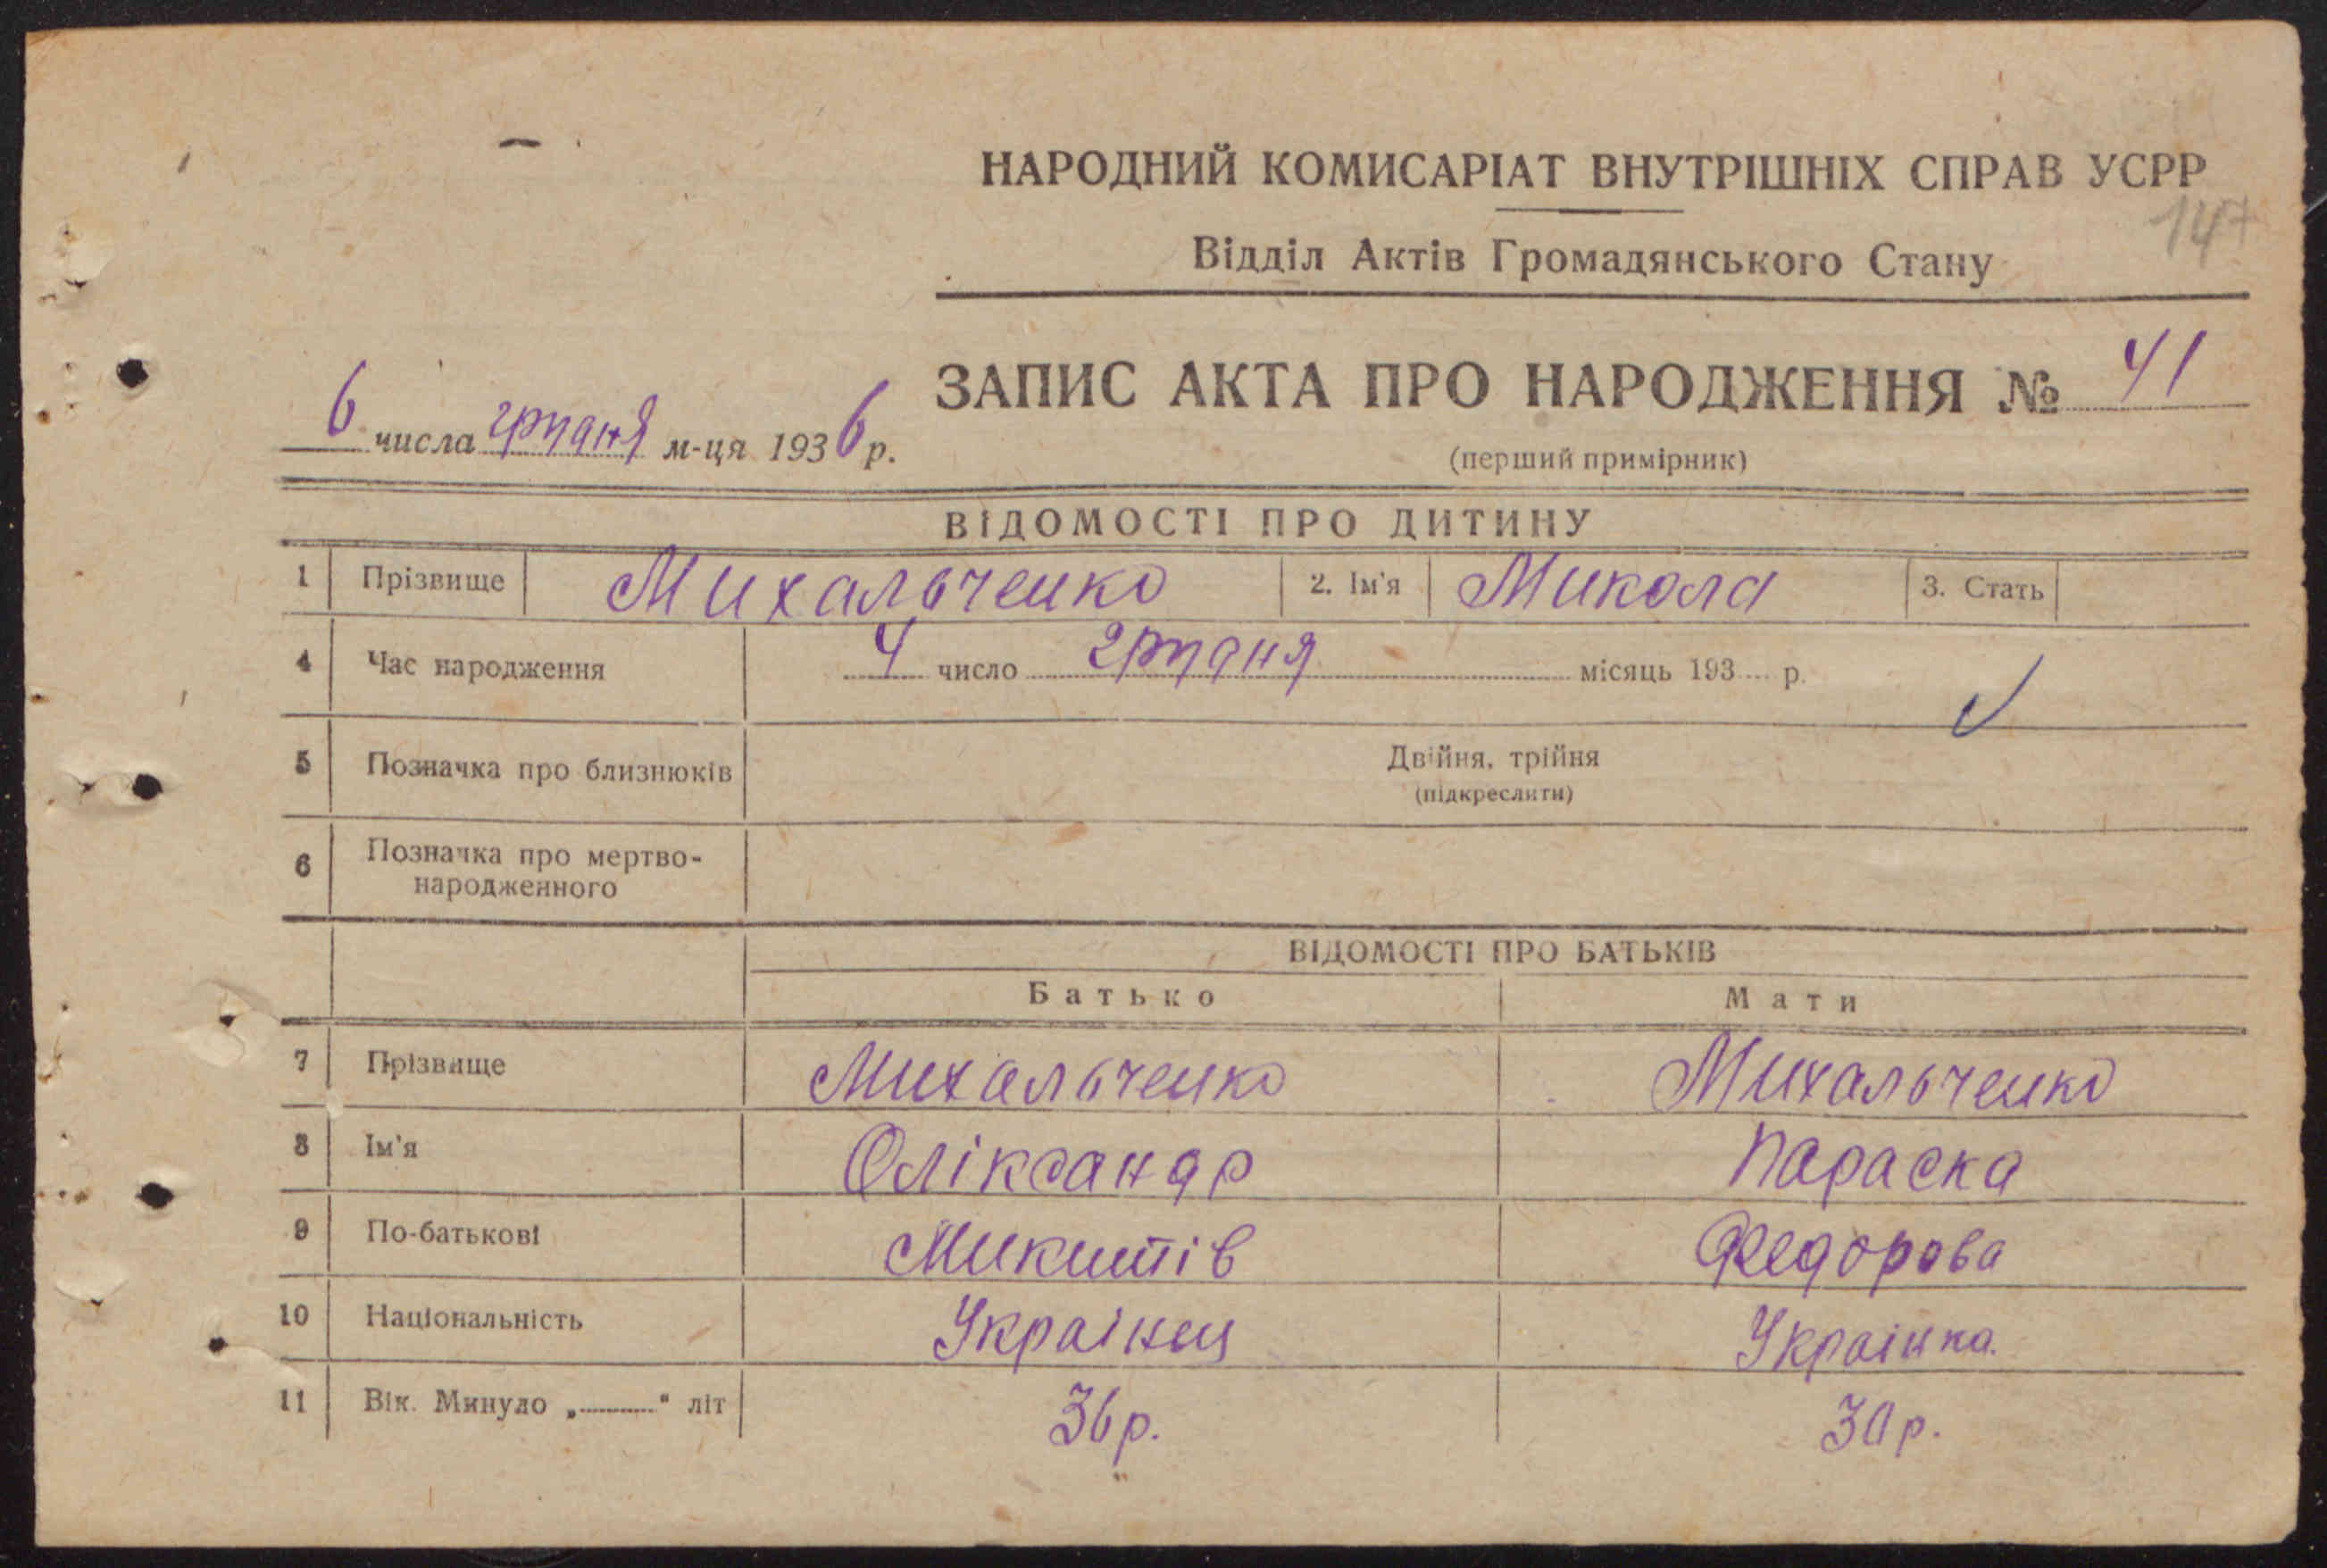 НАРОДНИЙ КОМИСАРІАТ ВНУТРІШНІХ СПРАВ УСРР
147
Відділ Актів Громадянського Стану
ЗАПИС АКТА ПРО НАРОДЖЕННЯ № 41
6 числа грпдня м-ця 1936 р.
(перший примірник)
ВІДОМОСТІ ПРО ДИТИНУ
1 Прізвище Михальченко 2. Ім'я Микола 3. Стать
4 Час народження 4 число грпдня місяць 193 р.
5 Позначка про близнюків Двійня, трійня
(підкреслити)
6 Позначка про мертво-
народженного
ВІДОМОСТІ ПРО БАТЬКІВ
Батько Мати
7 Прізвище Михальченко Михальченко
8 Ім'я Оліксандр Параска
9 По-батькові Микитів Федорова
10 Національність Українец Українка.
11 Вік. Минуло „ “ літ 36 р. 30 р.